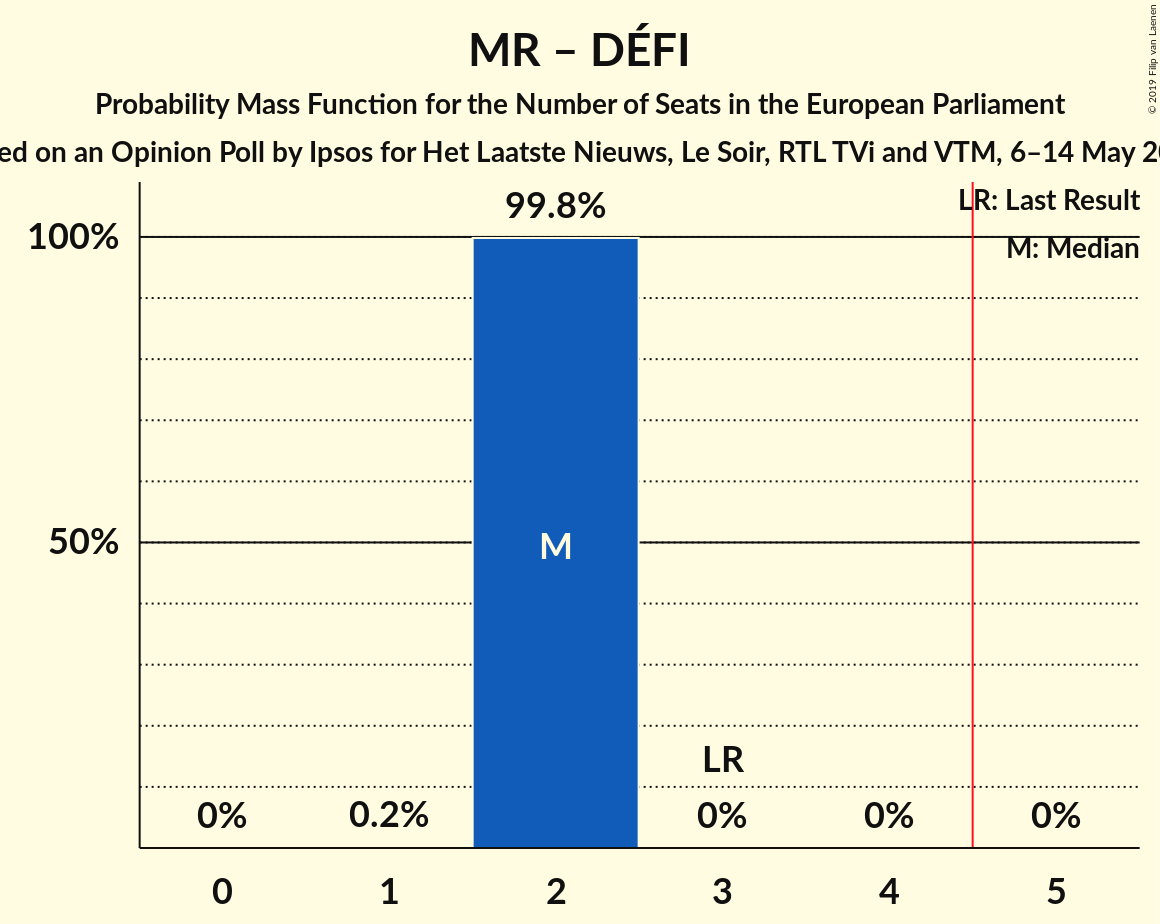 MR – DÉFI
Probability Mass Function for the Number of Seats in the European Parliament
ed on an Opinion Poll by Ipsos for Het Laatste Nieuws, Le Soir, RTL TVi and VTM, 6–14 May 20
© 2019 Filip van Laenen
LR: Last Result
M: Median
99.8%
100%
50%
M
LR
0%
0.2%
0%
0%
0%
0 1 2 3 4 5